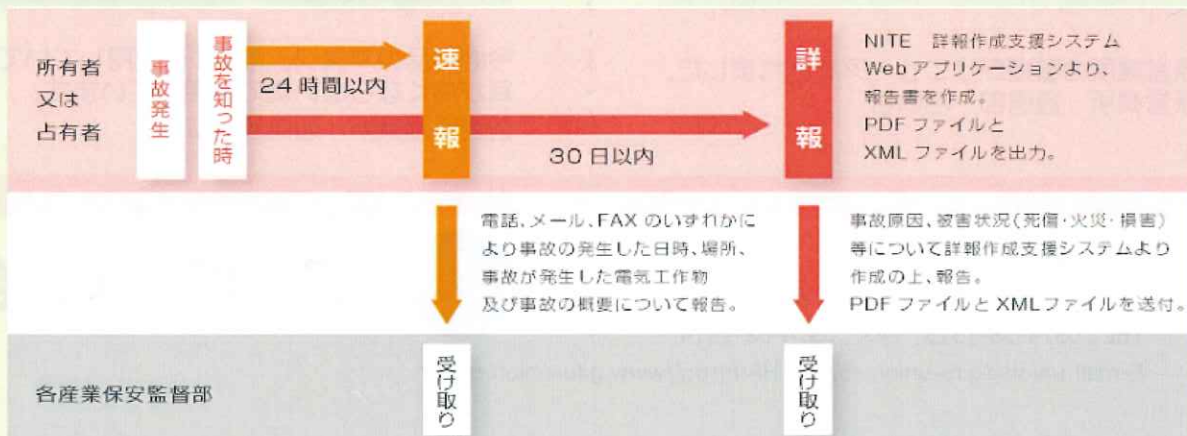 所有者
又は
占有者
事故発生
事故を知った時
24時間以内
30日以内
速報
詳報
NITE 詳報作成支援システム
Webアプリケーションより、
報告書を作成。
PDFファイルと
XMLファイルを出力。
電話、メール、FAXのいずれかに
より事故の発生した日時、場所、
事故が発生した電気工作物
及び事故の概要について報告。
事故原因、被害状況(死傷・火災・損害)
等について詳報作成支援システムより
作成の上、報告。
PDFファイルとXMLファイルを送付。
各産業保安監督部
受け取り
受け取り